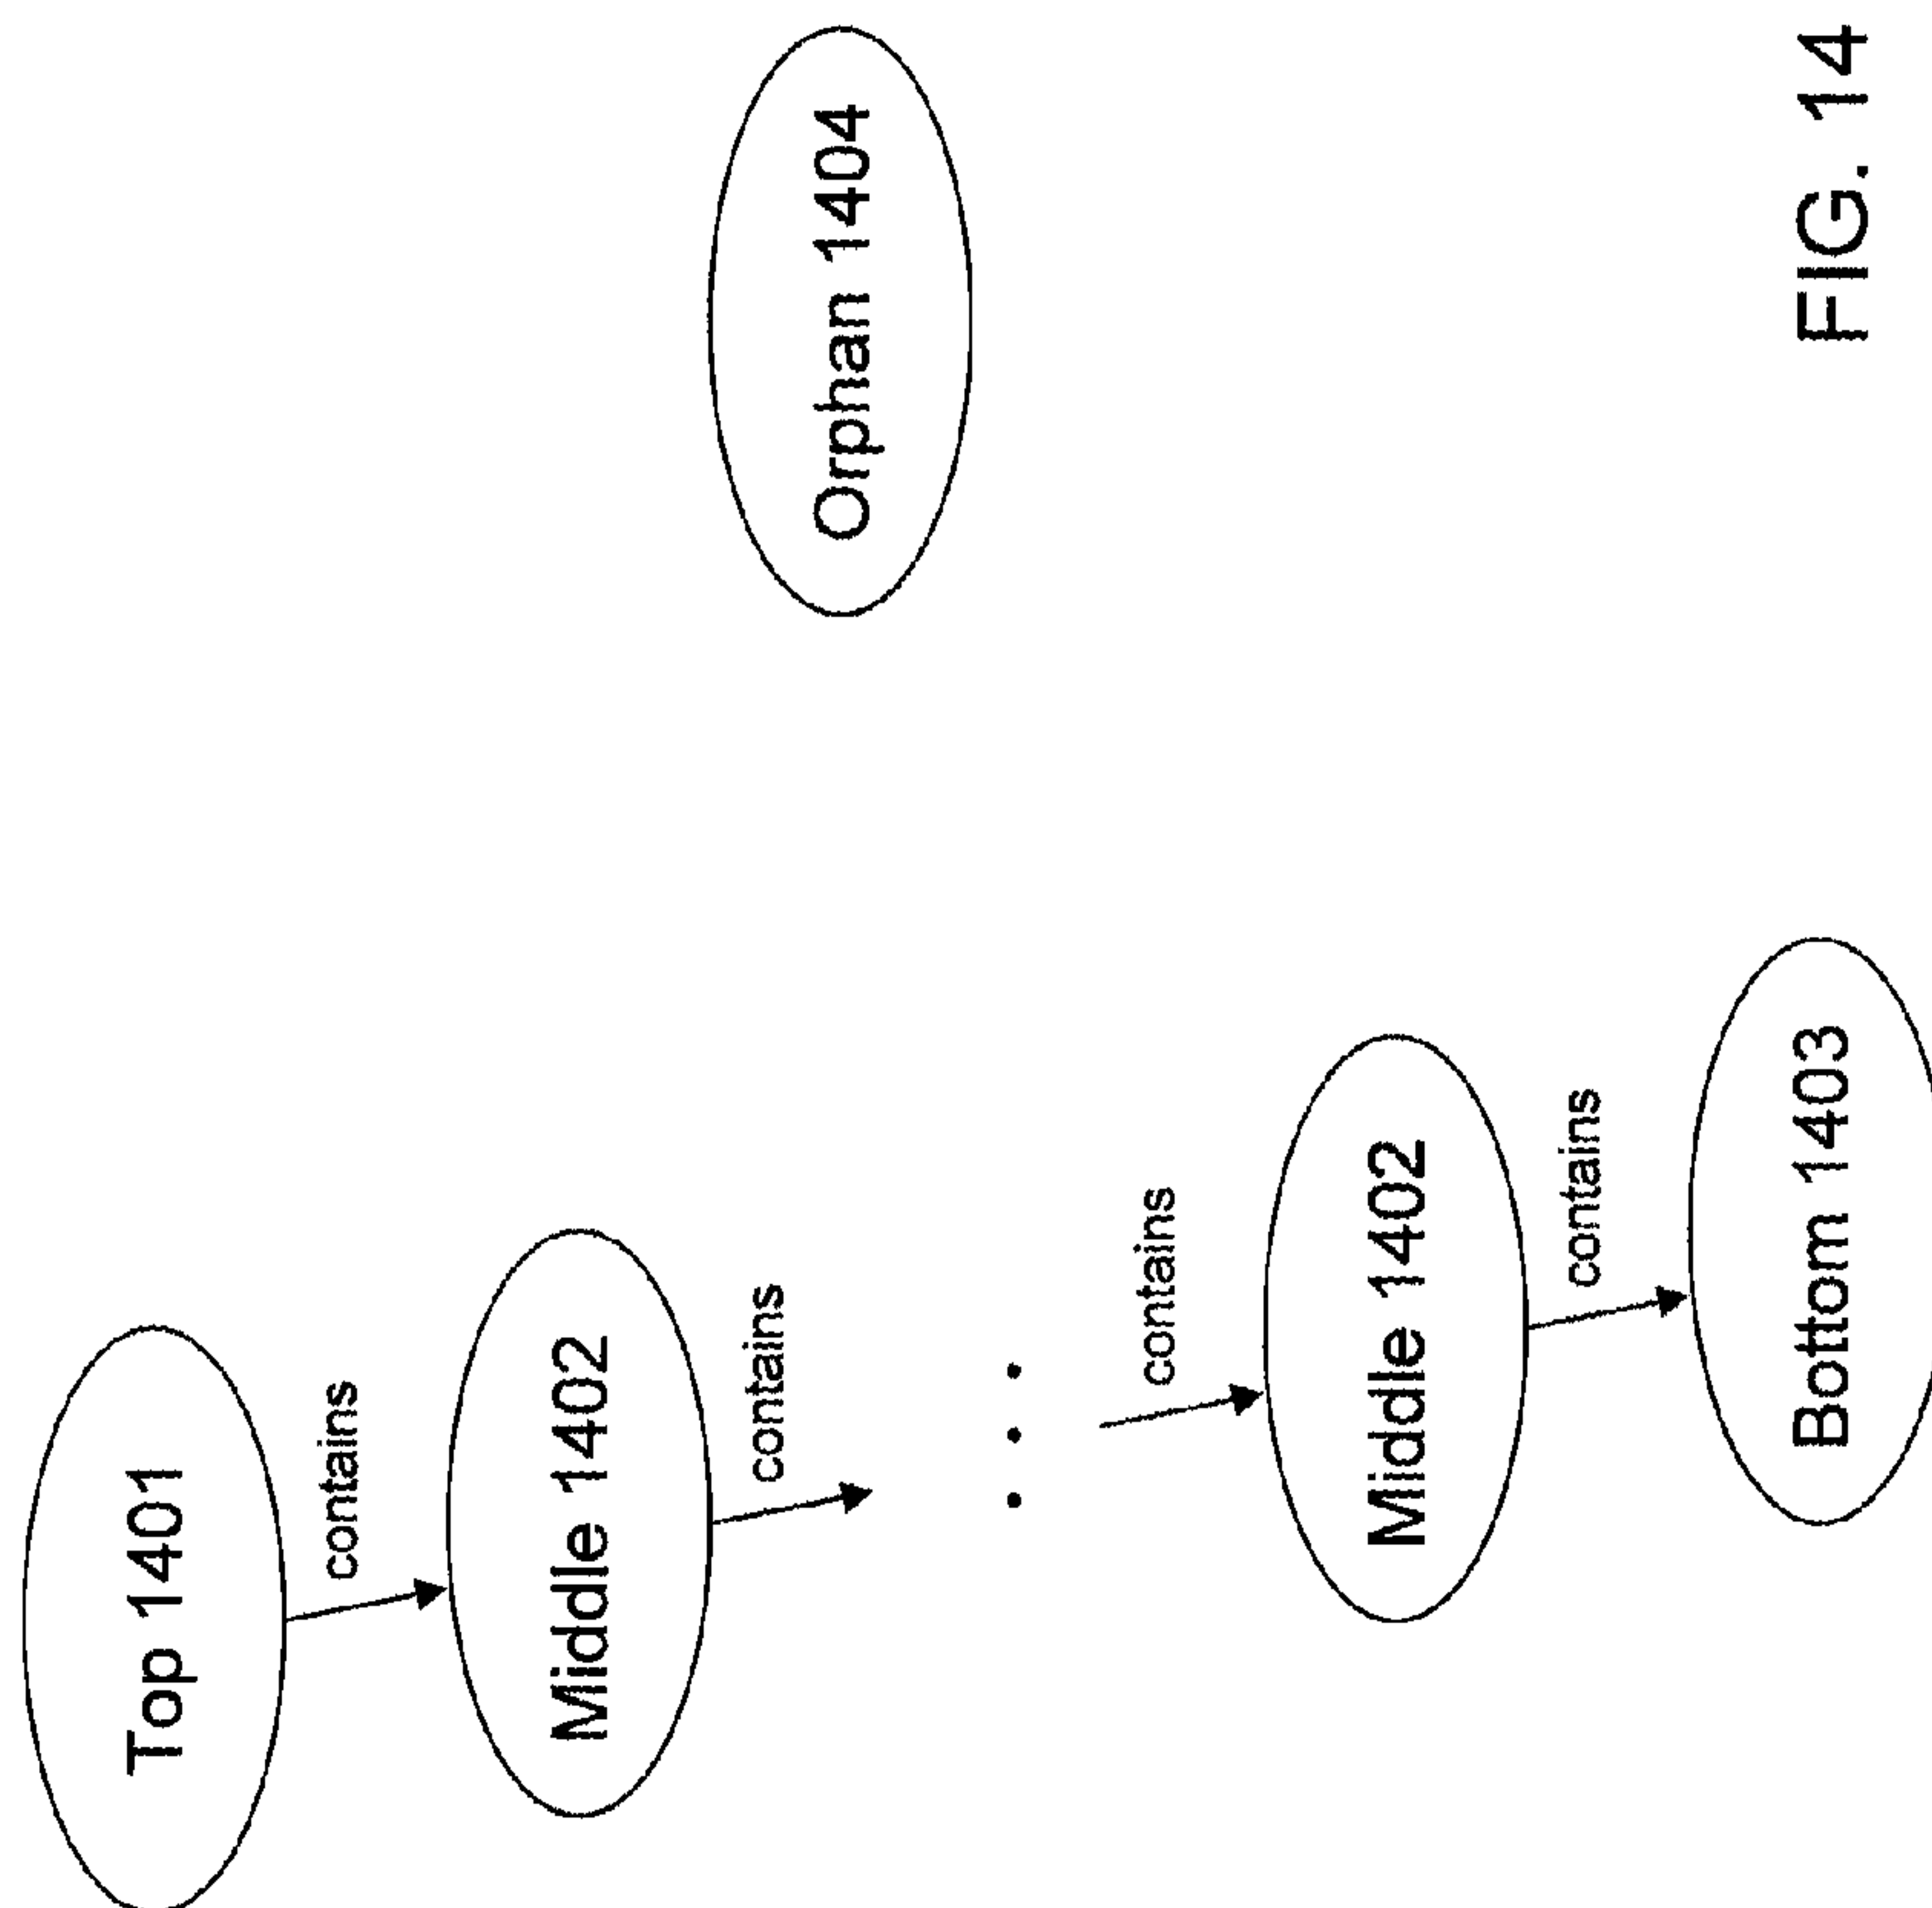 Top 1401
contains
Middle 1402
contains
. . .
contains
Middle 1402
contains
Bottom 1403
Orphan 1404
FIG. 14